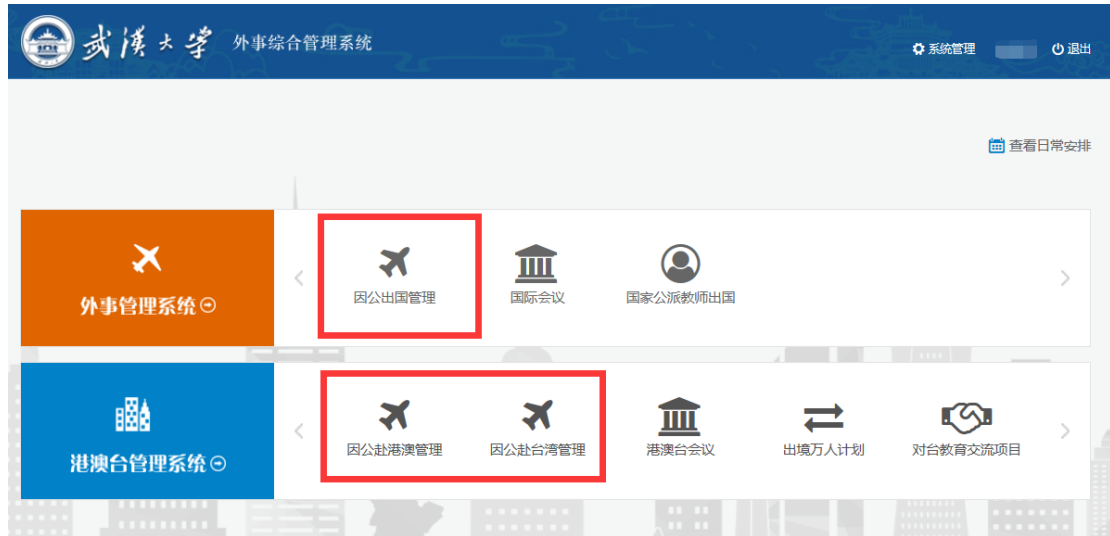 武漢大学 外事综合管理系统 系统管理 退出
查看日常安排
外事管理系统
因公出国管理 国际会议 国家公派教师出国
港澳台管理系统
因公赴港澳管理 因公赴台湾管理 港澳台会议 出境万人计划 对台教育交流项目